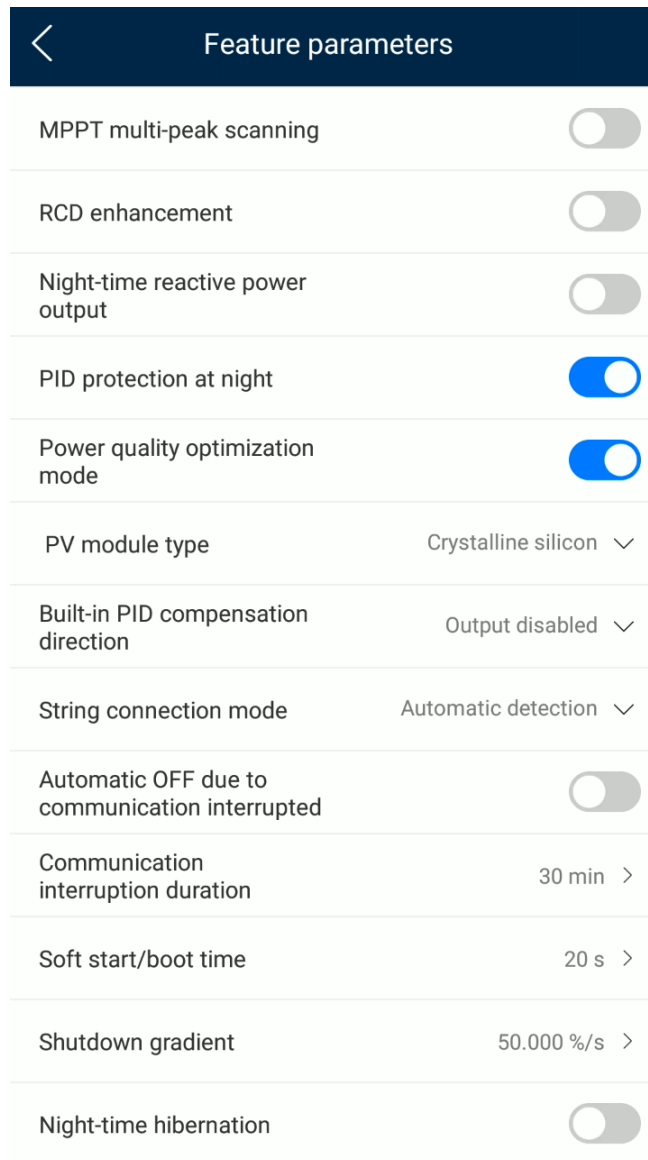 Feature parameters
MPPT multi-peak scanning
RCD enhancement
Night-time reactive power
output
PID protection at night
Power quality optimization
mode
PV module type Crystalline silicon
Built-in PID compensation
direction
Output disabled
String connection mode Automatic detection
Automatic OFF due to
communication interrupted
Communication
interruption duration
30 min
Soft start/boot time 20 s
Shutdown gradient 50.000 %/s
Night-time hibernation